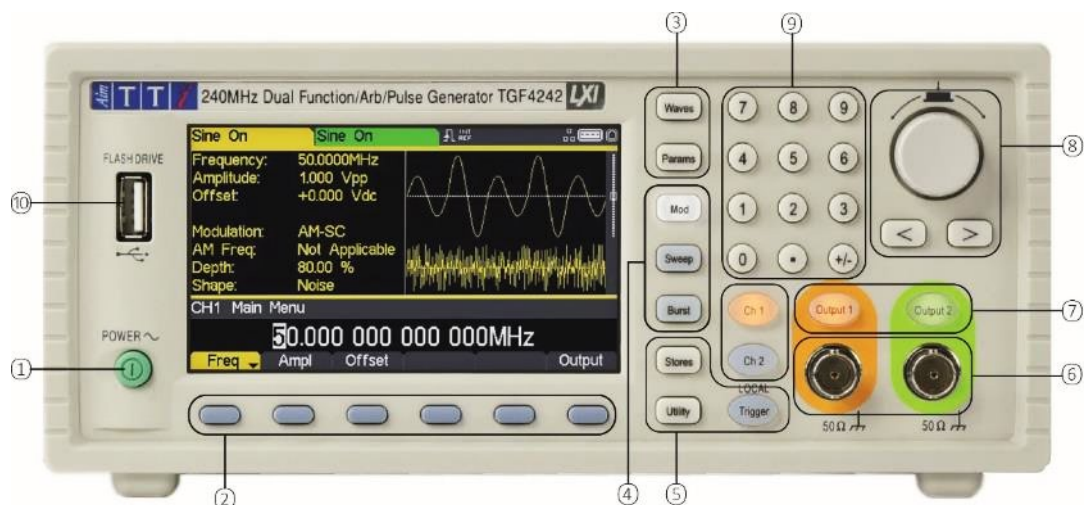 ③ ⑨
Aim T T i 240MHz Dual Function/Arb/Pulse Generator TGF4242 LXI
FLASH DRIVE
⑩
POWER
①
Sine On Sine On INT REF
Frequency: 50.0000MHz
Amplitude: 1.000 Vpp
Offset: +0.000 Vdc
Modulation: AM-SC
AM Freq: Not Applicable
Depth: 80.00 %
Shape: Noise
CH1 Main Menu
50.000 000 000 000MHz
Freq Ampl Offset Output
②
Waves
Params
④
Mod
Sweep
Burst
Stores
Utility
⑤
7 8 9
4 5 6
1 2 3
0 • +/-
⑧
< >
Ch 1
Ch 2
LOCAL
Trigger
Output 1 Output 2
⑦
⑥
50Ω 50Ω